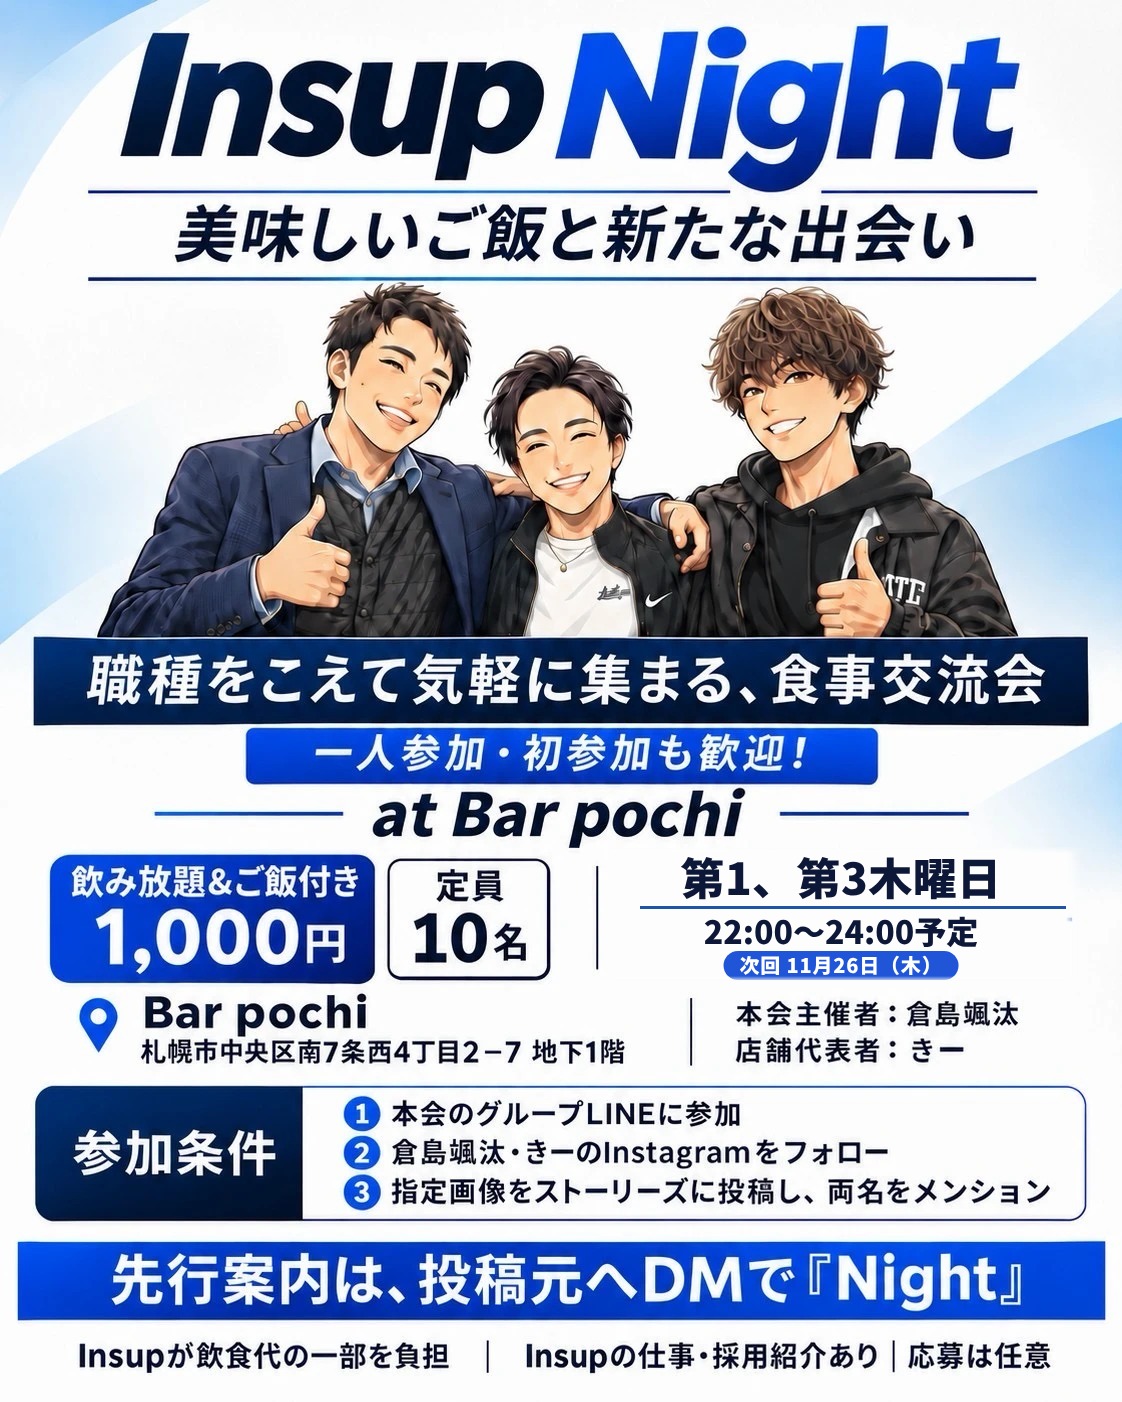 Insup Night
美味しいご飯と新たな出会い
職種をこえて気軽に集まる、食事交流会
一人参加・初参加も歓迎!
at Bar pochi
飲み放題&ご飯付き
1,000円
定員
10名
第1、第3木曜日
22:00〜24:00予定
次回 11月26日（木）
Bar pochi
札幌市中央区南7条西4丁目2−7 地下1階
本会主催者：倉島颯汰
店舗代表者：きー
参加条件
1 本会のグループLINEに参加
2 倉島颯汰・きーのInstagramをフォロー
3 指定画像をストーリーズに投稿し、両名をメンション
先行案内は、投稿元へDMで『Night』
Insupが飲食代の一部を負担 | Insupの仕事・採用紹介あり | 応募は任意